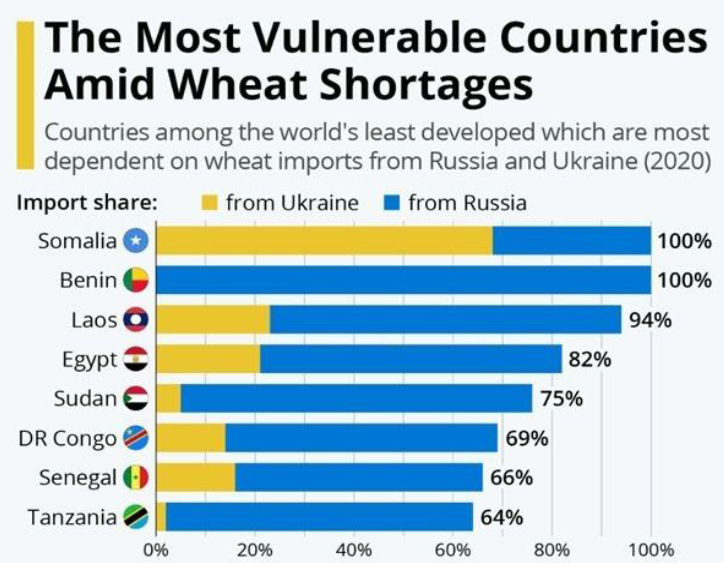 The Most Vulnerable Countries
Amid Wheat Shortages
Countries among the world's least developed which are most
dependent on wheat imports from Russia and Ukraine (2020)
Import share: from Ukraine from Russia
Somalia 100%
Benin 100%
Laos 94%
Egypt 82%
Sudan 75%
DR Congo 69%
Senegal 66%
Tanzania 64%
0% 20% 40% 60% 80% 100%